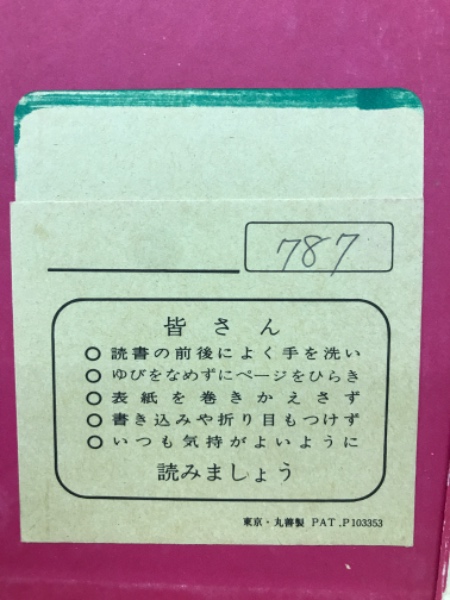 787
皆さん
○ 読書の前後によく手を洗い
○ ゆびをなめずにページをひらき
○ 表紙を巻きかえさず
○ 書き込みや折り目もつけず
○ いつも気持がよいように
読みましょう
東京・丸善製 PAT.P103353